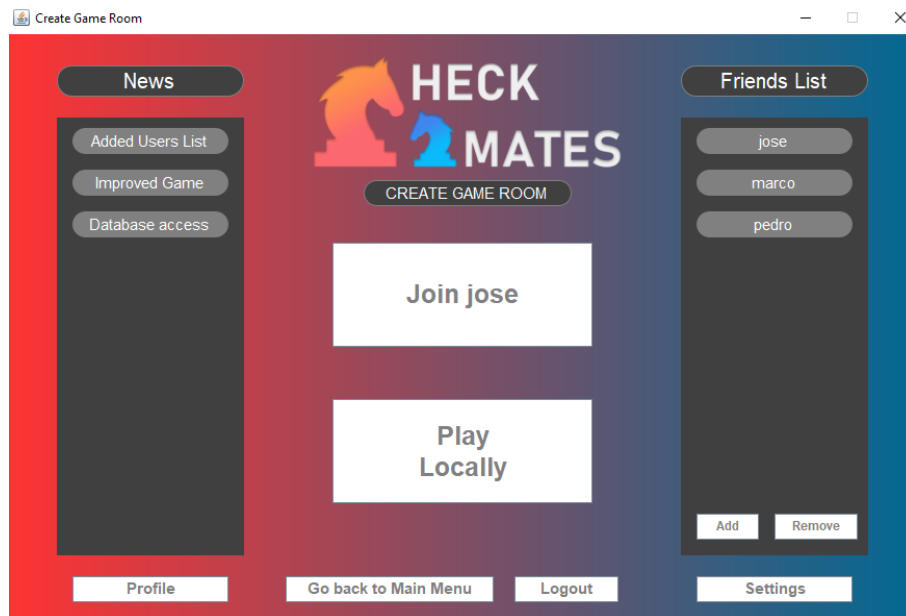 Create Game Room
News
Added Users List
Improved Game
Database access
HECK
MATES
CREATE GAME ROOM
Join jose
Play
Locally
Friends List
jose
marco
pedro
Add
Remove
Profile
Go back to Main Menu
Logout
Settings